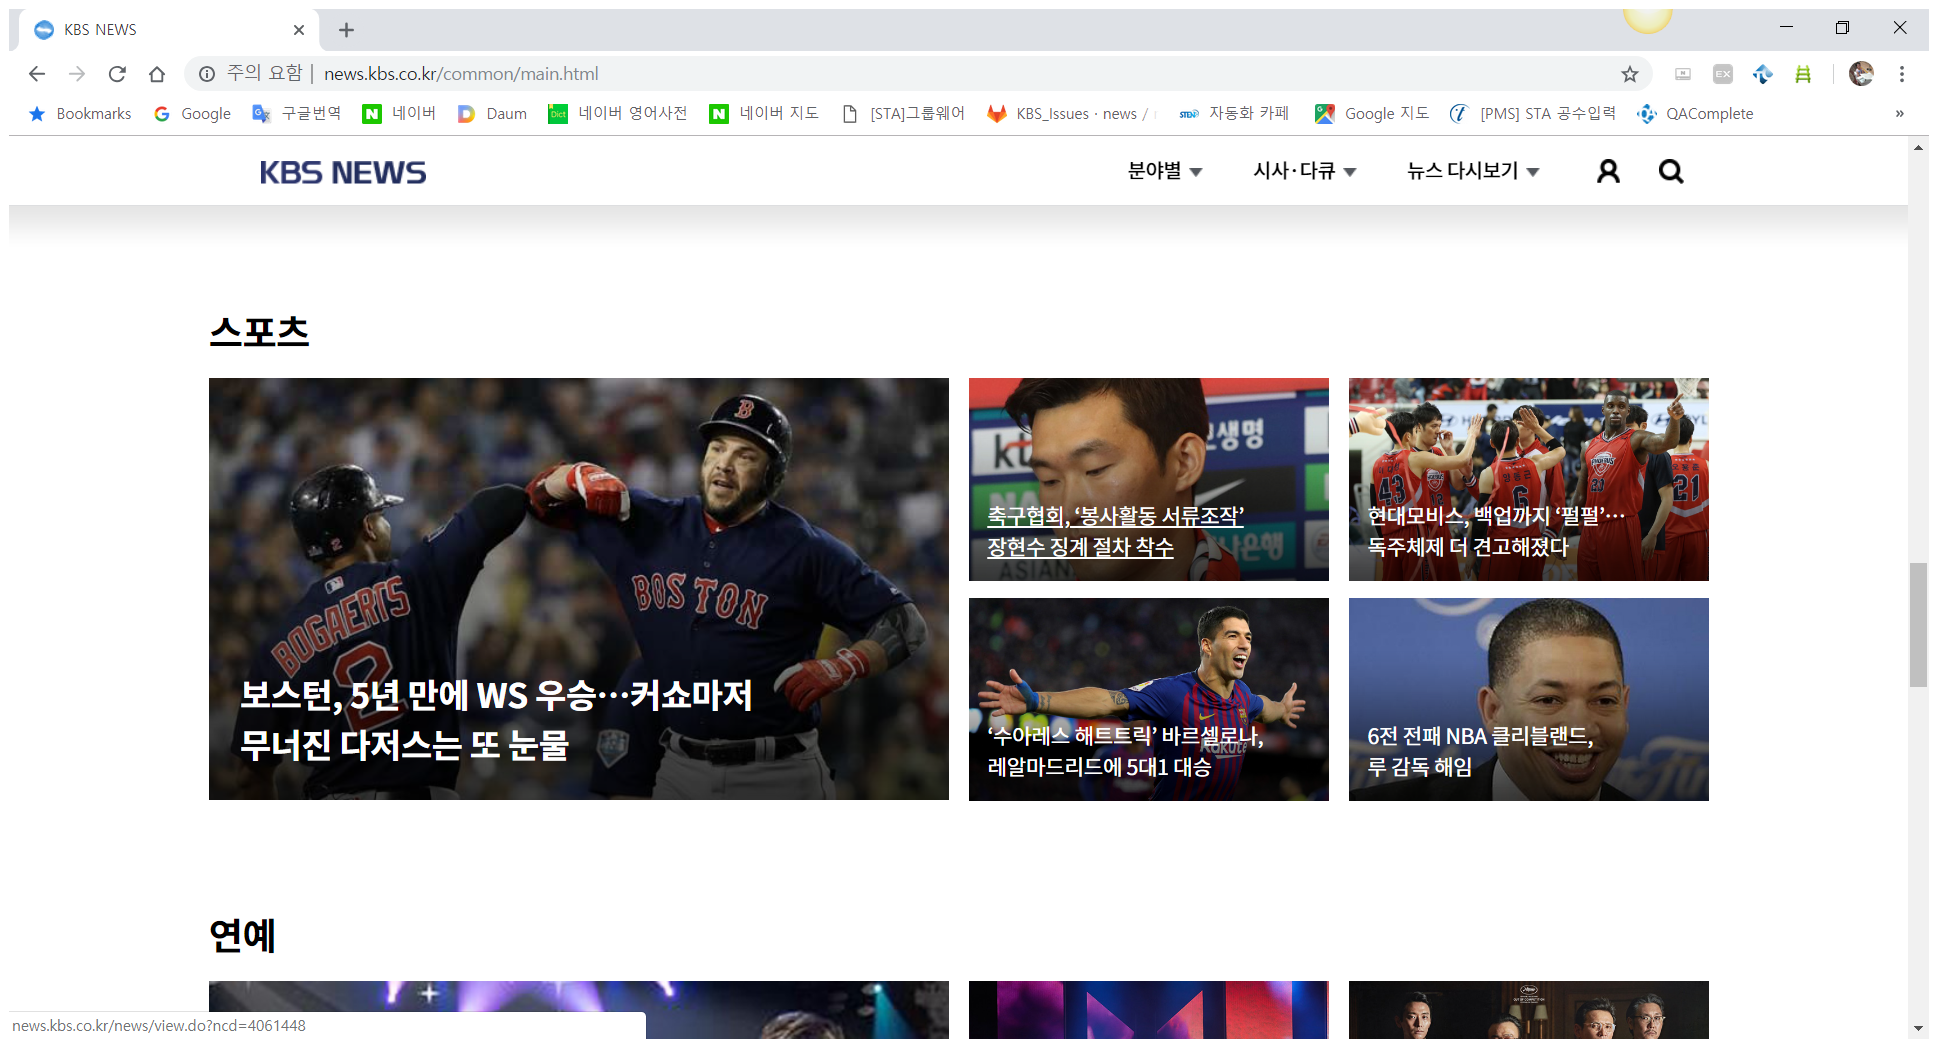 KBS NEWS
주의 요함 | news.kbs.co.kr/common/main.html
EX
Bookmarks Google 구글번역 네이버 Daum 네이버 영어사전 네이버 지도 [STA]그룹웨어 KBS_Issues · news / 자동화 카페 Google 지도 [PMS] STA 공수입력 QAComplete »
KBS NEWS 분야별 시사·다큐 뉴스 다시보기
스포츠
BOGAERTS
2
BOSTON
B
보스턴, 5년 만에 WS 우승…커쇼마저
무너진 다저스는 또 눈물
축구협회, ‘봉사활동 서류조작’
장현수 징계 절차 착수
ASIAN
43
6
23
21
현대모비스, 백업까지 ‘펄펄’…
독주체제 더 견고해졌다
‘수아레스 해트트릭’ 바르셀로나,
레알마드리드에 5대1 대승
Rakuten
6전 전패 NBA 클리블랜드,
루 감독 해임
연예
news.kbs.co.kr/news/view.do?ncd=4061448